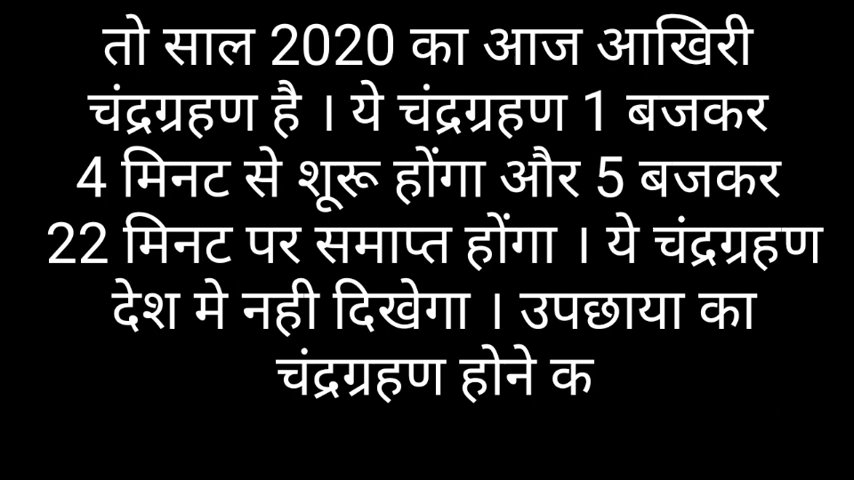 तो साल 2020 का आज आखिरी
चंद्रग्रहण है । ये चंद्रग्रहण 1 बजकर
4 मिनट से शूरू होंगा और 5 बजकर
22 मिनट पर समाप्त होंगा । ये चंद्रग्रहण
देश मे नही दिखेगा । उपछाया का
चंद्रग्रहण होने क